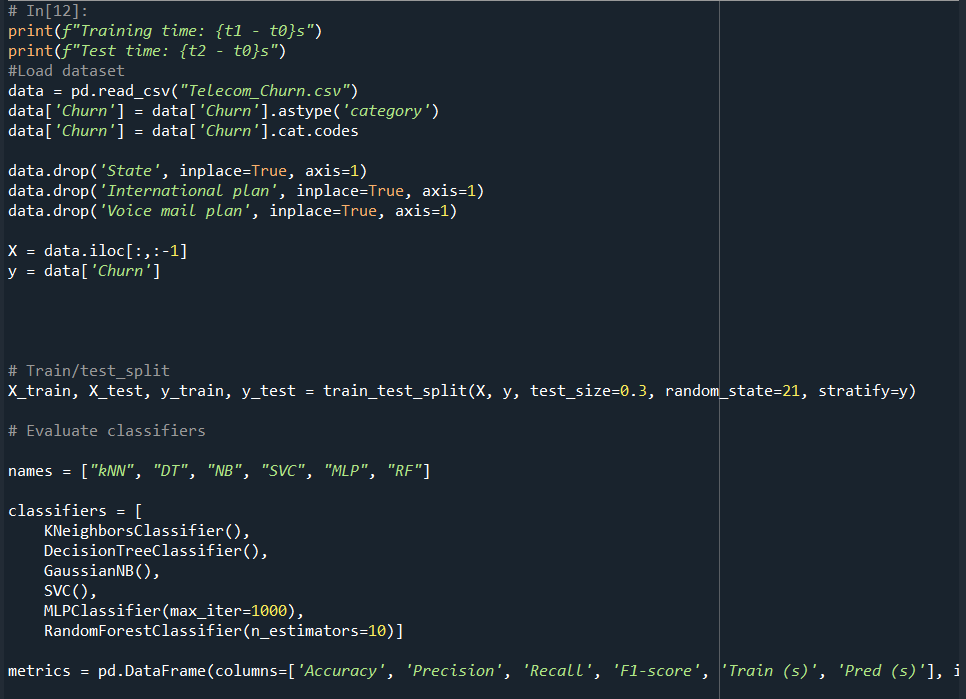 # In[12]:
print(f"Training time: {t1 - t0}s")
print(f"Test time: {t2 - t0}s")
#Load dataset
data = pd.read_csv("Telecom_Churn.csv")
data['Churn'] = data['Churn'].astype('category')
data['Churn'] = data['Churn'].cat.codes
data.drop('State', inplace=True, axis=1)
data.drop('International plan', inplace=True, axis=1)
data.drop('Voice mail plan', inplace=True, axis=1)
X = data.iloc[:,:-1]
y = data['Churn']
# Train/test_split
X_train, X_test, y_train, y_test = train_test_split(X, y, test_size=0.3, random_state=21, stratify=y)
# Evaluate classifiers
names = ["kNN", "DT", "NB", "SVC", "MLP", "RF"]
classifiers = [
    KNeighborsClassifier(),
    DecisionTreeClassifier(),
    GaussianNB(),
    SVC(),
    MLPClassifier(max_iter=1000),
    RandomForestClassifier(n_estimators=10)]
metrics = pd.DataFrame(columns=['Accuracy', 'Precision', 'Recall', 'F1-score', 'Train (s)', 'Pred (s)'],